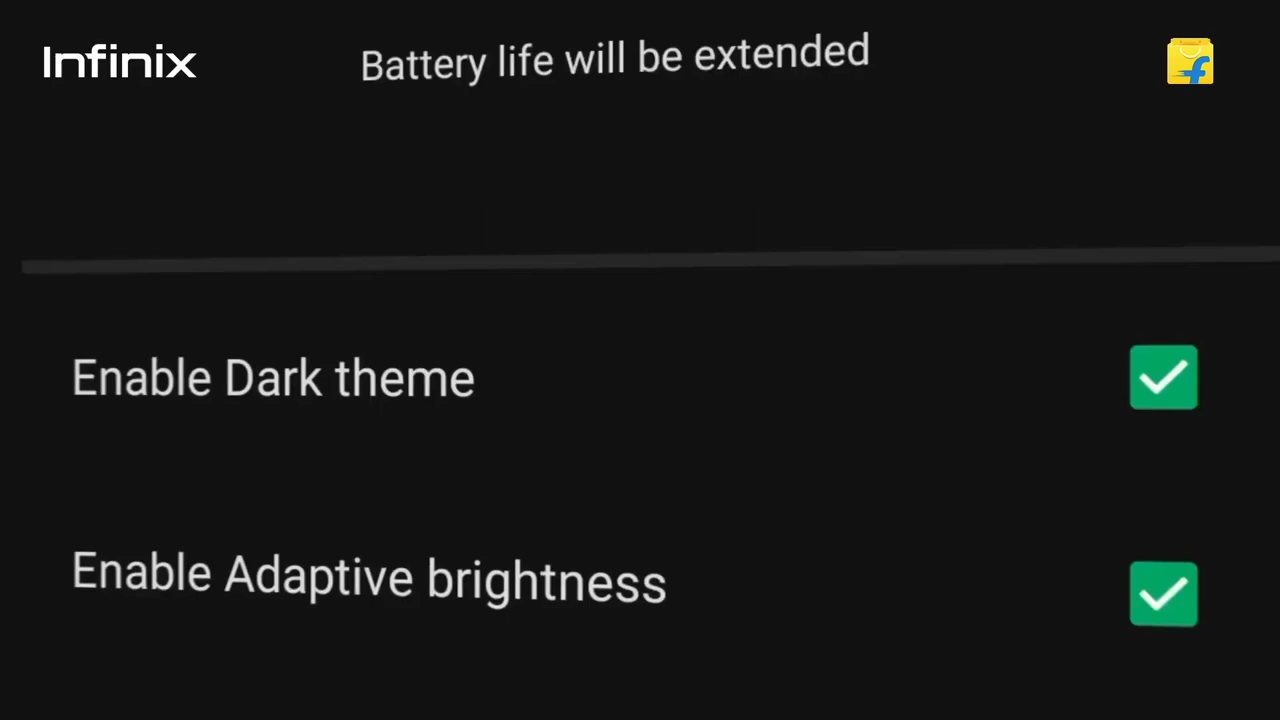 Infinix
Battery life will be extended
Enable Dark theme
Enable Adaptive brightness